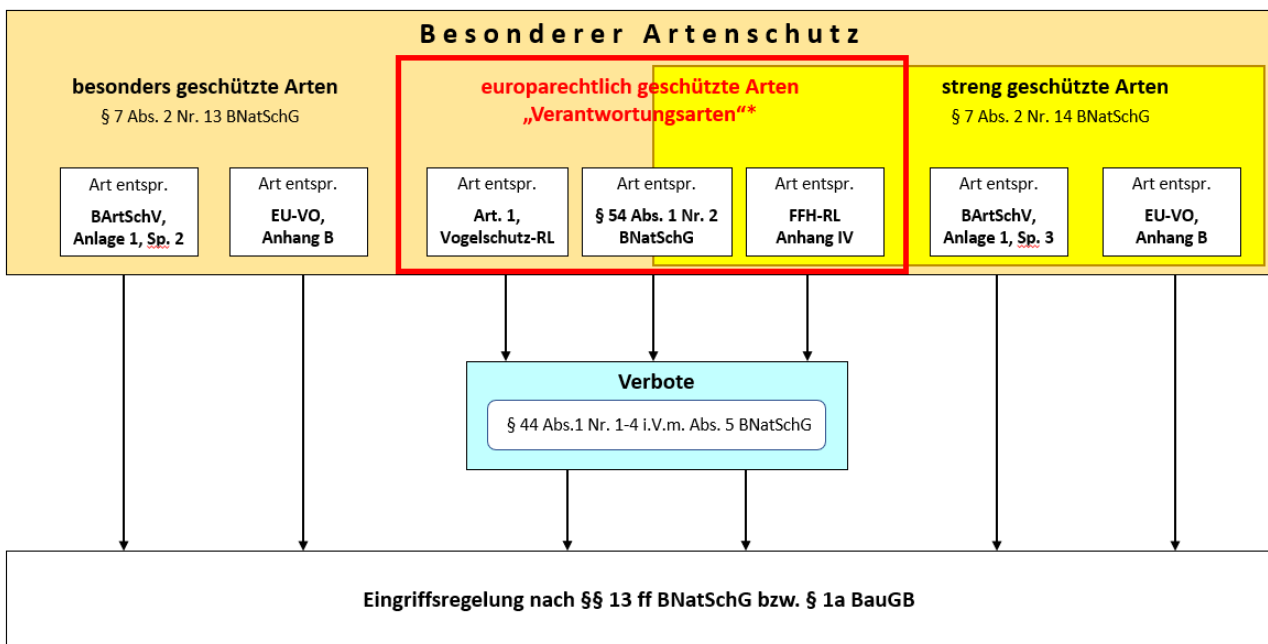 Besonderer Artenschutz
besonders geschützte Arten
§ 7 Abs. 2 Nr. 13 BNatSchG
europarechtlich geschützte Arten
„Verantwortungsarten“*
streng geschützte Arten
§ 7 Abs. 2 Nr. 14 BNatSchG
Art entspr.
BArtSchV,
Anlage 1, Sp. 2
Art entspr.
EU-VO,
Anhang B
Art entspr.
Art. 1,
Vogelschutz-RL
Art entspr.
§ 54 Abs. 1 Nr. 2
BNatSchG
Art entspr.
FFH-RL
Anhang IV
Art entspr.
BArtSchV,
Anlage 1, Sp. 3
Art entspr.
EU-VO,
Anhang B
Verbote
§ 44 Abs.1 Nr. 1-4 i.V.m. Abs. 5 BNatSchG
Eingriffsregelung nach §§ 13 ff BNatSchG bzw. § 1a BauGB